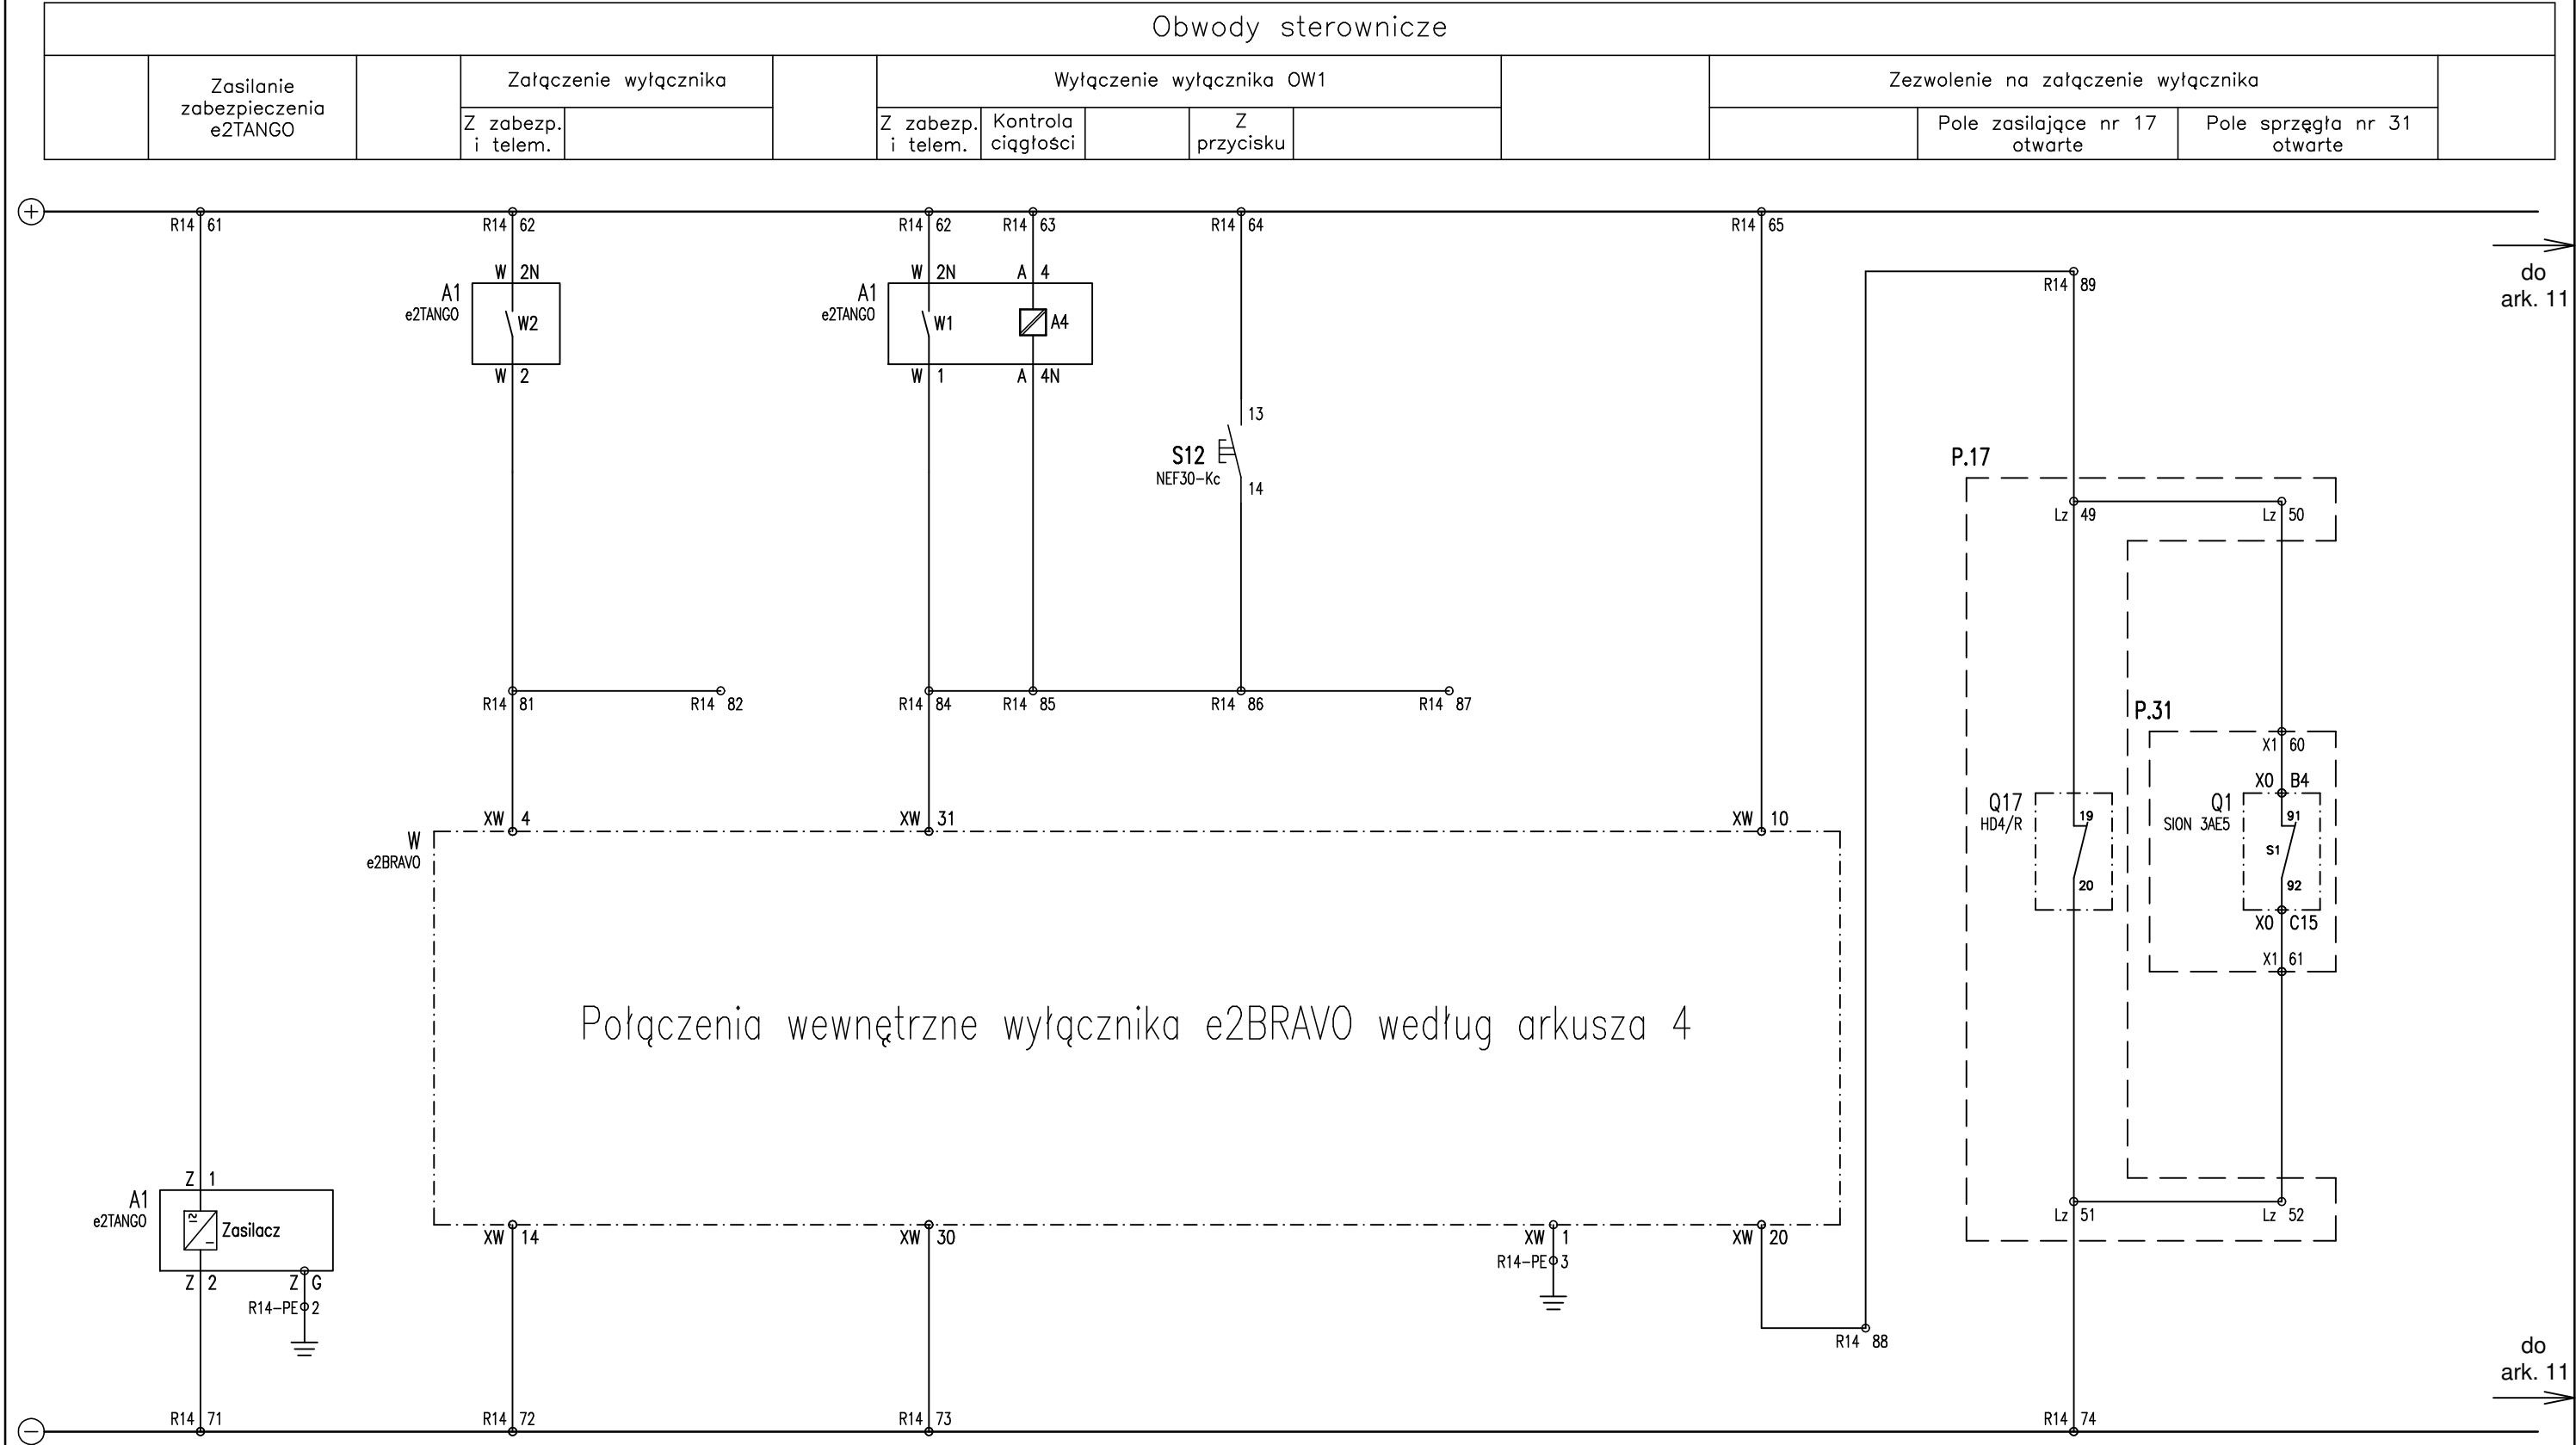 Obwody sterownicze
Zasilanie
zabezpieczenia
e2TANGO
Załączenie wyłącznika
Z zabezp.
i telem.
Wyłączenie wyłącznika OW1
Z zabezp.
i telem.
Kontrola
ciągłości
Z
przycisku
Zezwolenie na załączenie wyłącznika
Pole zasilające nr 17
otwarte
Pole sprzęgła nr 31
otwarte
R14 61
R14 62
R14 62
R14 63
R14 64
R14 65
do
ark. 11
W 2N
A1
e2TANGO
W2
W 2
W 2N
A 4
A1
e2TANGO
W1
A4
W 1
A 4N
R14 89
13
S12
NEF30-Kc
14
P.17
Lz 49
Lz 50
R14 81
R14 82
R14 84
R14 85
R14 86
R14 87
P.31
X1 60
X0 B4
Q17
HD4/R
19
20
Q1
SION 3AE5
91
S1
92
X0 C15
X1 61
XW 4
XW 31
XW 10
W
e2BRAVO
Połączenia wewnętrzne wyłącznika e2BRAVO według arkusza 4
Z 1
A1
e2TANGO
Zasilacz
Z 2
Z G
R14-PE 2
XW 14
XW 30
XW 1
R14-PE 3
XW 20
Lz 51
Lz 52
R14 88
do
ark. 11
R14 71
R14 72
R14 73
R14 74